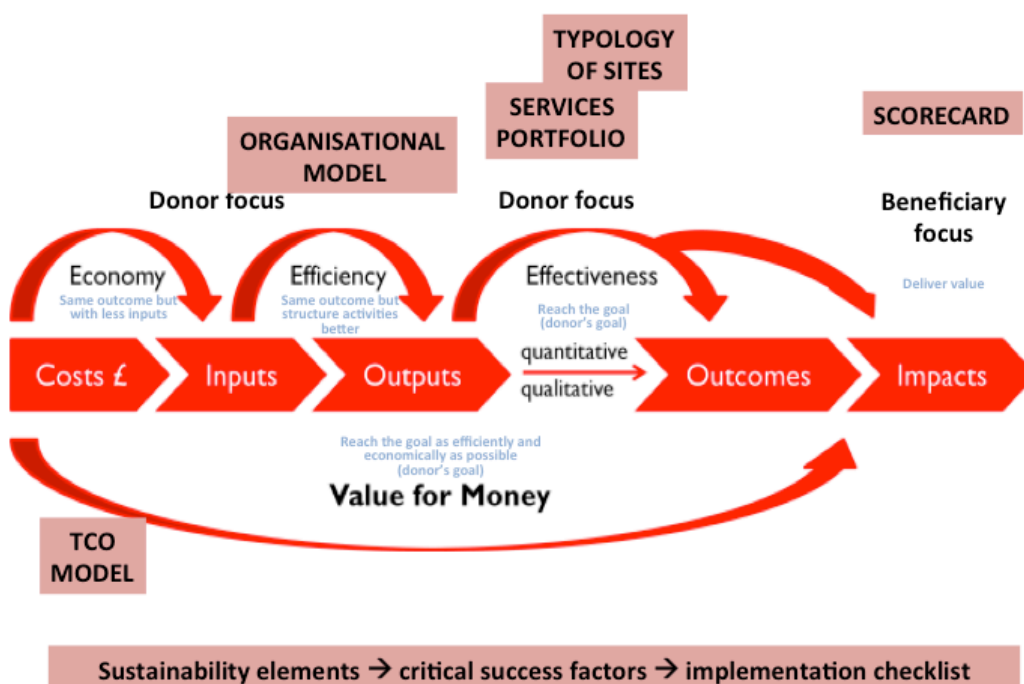 TYPOLOGY
OF SITES
SERVICES
PORTFOLIO
SCORECARD
ORGANISATIONAL
MODEL
Donor focus
Donor focus
Beneficiary
focus
Economy
Same outcome but
with less inputs
Efficiency
Same outcome but
structure activities
better
Effectiveness
Reach the goal
(donor's goal)
Deliver value
Costs £
Inputs
Outputs
quantitative
qualitative
Outcomes
Impacts
Reach the goal as efficiently and
economically as possible
(donor's goal)
Value for Money
TCO
MODEL
Sustainability elements → critical success factors → implementation checklist